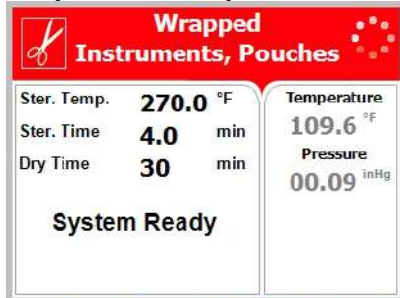 Wrapped
Instruments, Pouches
Ster. Temp. 270.0 °F
Ster. Time 4.0 min
Dry Time 30 min
System Ready
Temperature
109.6 °F
Pressure
00.09 inHg